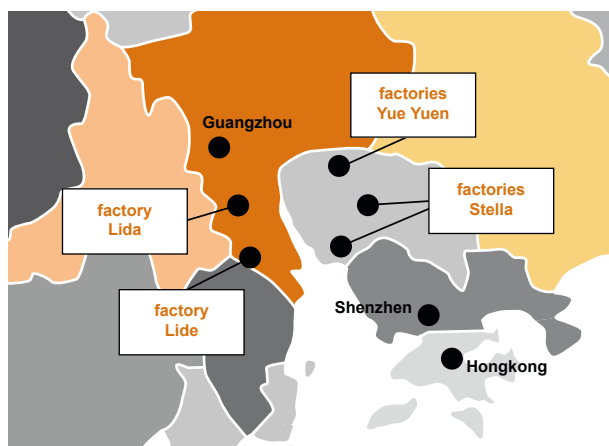 factories
Yue Yuen
Guangzhou
factory
Lida
factories
Stella
factory
Lide
Shenzhen
Hongkong